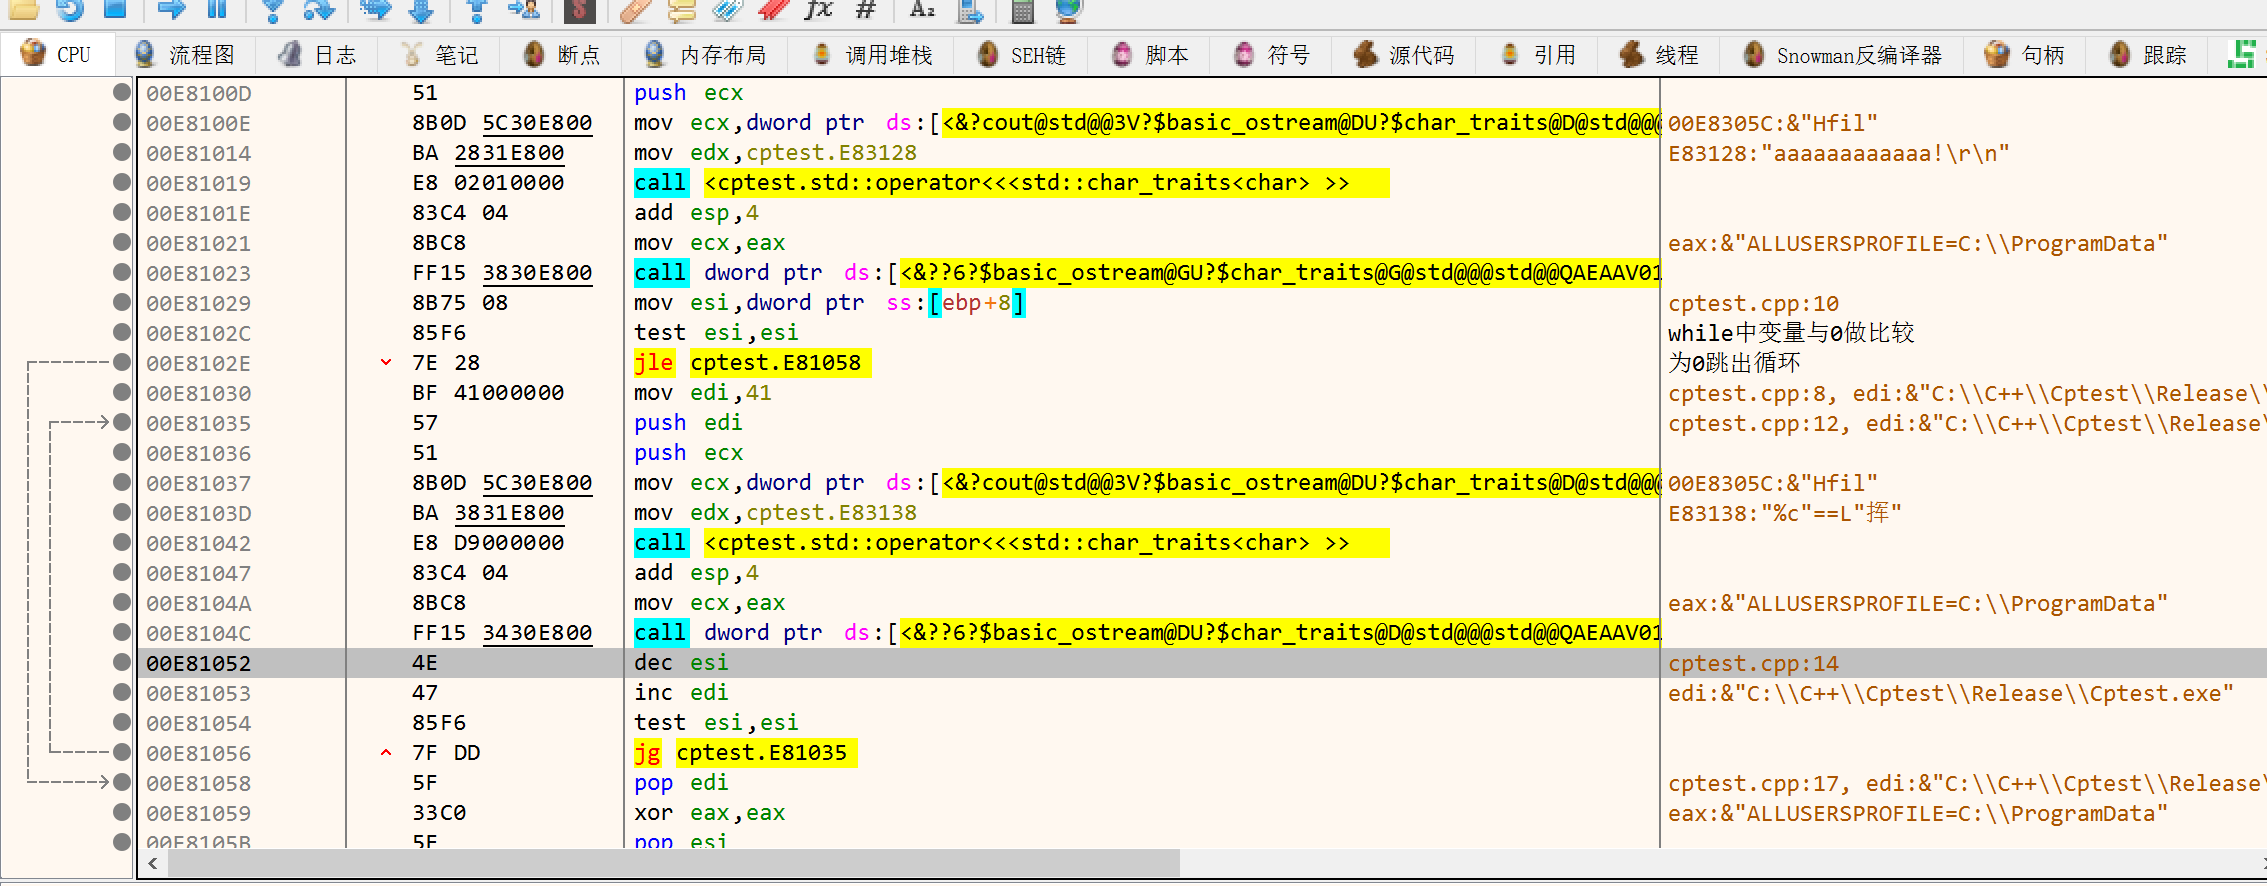 fx # Az
CPU 流程图 日志 笔记 断点 内存布局 调用堆栈 SEH链 脚本 符号 源代码 引用 线程 Snowman反编译器 句柄 跟踪
00E8100D 51 push ecx
00E8100E 8B0D 5C30E800 mov ecx,dword ptr ds:[<&?cout@std@@3V?$basic_ostream@DU?$char_traits@D@std@@@ 00E8305C:&"Hfil"
00E81014 BA 2831E800 mov edx,cptest.E83128 E83128:"aaaaaaaaaaaa!\r\n"
00E81019 E8 02010000 call <cptest.std::operator<<<std::char_traits<char> >>
00E8101E 83C4 04 add esp,4
00E81021 8BC8 mov ecx,eax eax:&"ALLUSERSPROFILE=C:\\ProgramData"
00E81023 FF15 3830E800 call dword ptr ds:[<&??6?$basic_ostream@GU?$char_traits@G@std@@@std@@QAEAAV01
00E81029 8B75 08 mov esi,dword ptr ss:[ebp+8] cptest.cpp:10
00E8102C 85F6 test esi,esi while中变量与0做比较
00E8102E 7E 28 jle cptest.E81058 为0跳出循环
00E81030 BF 41000000 mov edi,41 cptest.cpp:8, edi:&"C:\\C++\\Cptest\\Release\\
00E81035 57 push edi cptest.cpp:12, edi:&"C:\\C++\\Cptest\\Release\
00E81036 51 push ecx
00E81037 8B0D 5C30E800 mov ecx,dword ptr ds:[<&?cout@std@@3V?$basic_ostream@DU?$char_traits@D@std@@@ 00E8305C:&"Hfil"
00E8103D BA 3831E800 mov edx,cptest.E83138 E83138:"%c"==L"挥"
00E81042 E8 D9000000 call <cptest.std::operator<<<std::char_traits<char> >>
00E81047 83C4 04 add esp,4
00E8104A 8BC8 mov ecx,eax eax:&"ALLUSERSPROFILE=C:\\ProgramData"
00E8104C FF15 3430E800 call dword ptr ds:[<&??6?$basic_ostream@DU?$char_traits@D@std@@@std@@QAEAAV01
00E81052 4E dec esi cptest.cpp:14
00E81053 47 inc edi edi:&"C:\\C++\\Cptest\\Release\\Cptest.exe"
00E81054 85F6 test esi,esi
00E81056 7F DD jg cptest.E81035
00E81058 5F pop edi cptest.cpp:17, edi:&"C:\\C++\\Cptest\\Release\
00E81059 33C0 xor eax,eax eax:&"ALLUSERSPROFILE=C:\\ProgramData"
00E8105B 5E pop esi